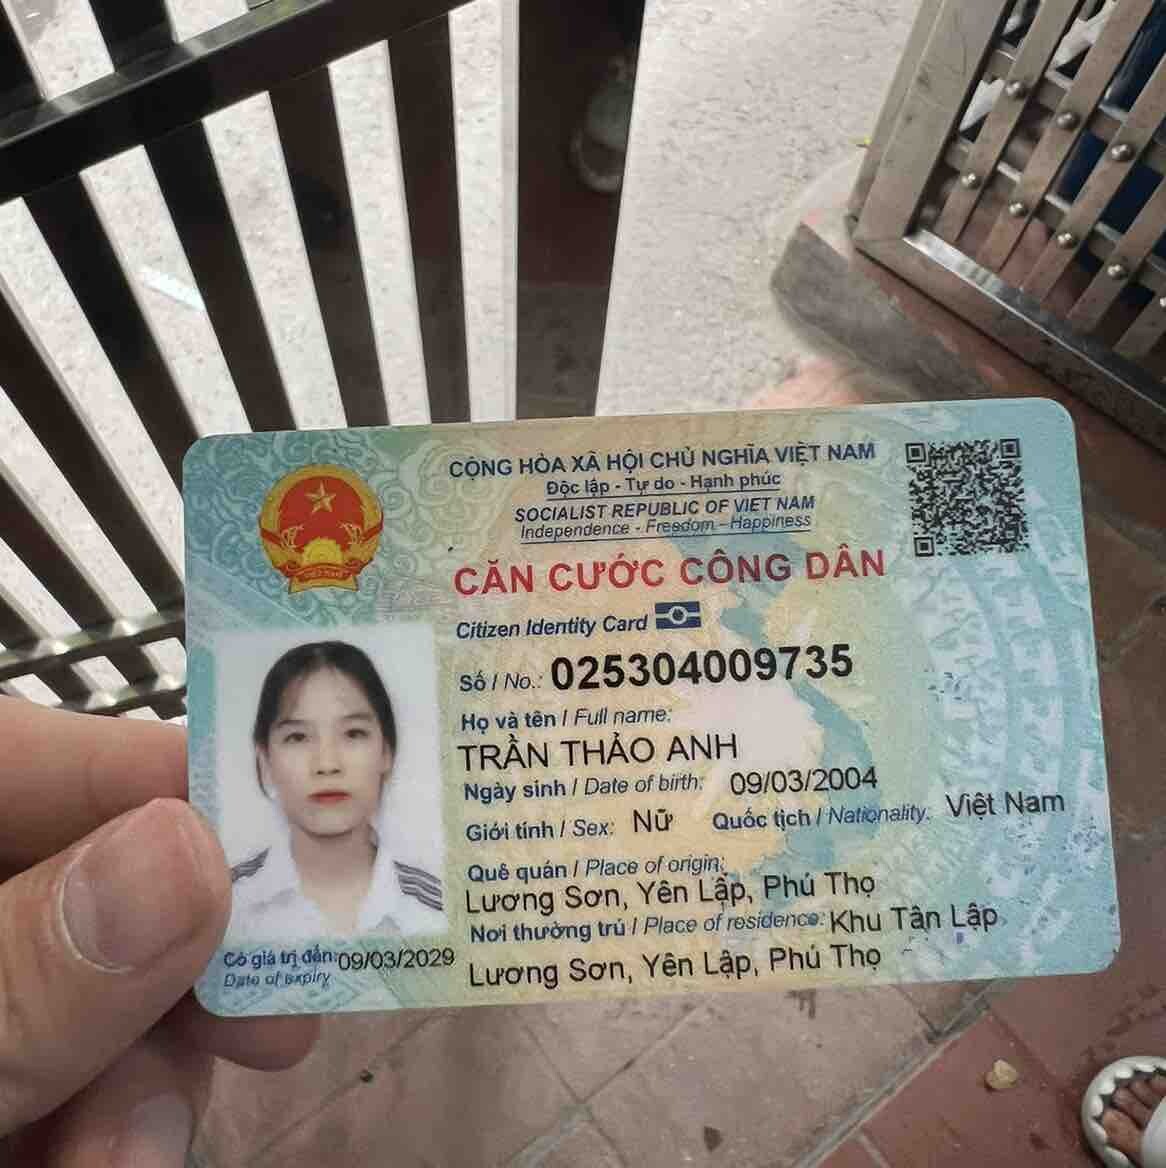 CỘNG HÒA XÃ HỘI CHỦ NGHĨA VIỆT NAM
Độc lập - Tự do - Hạnh phúc
SOCIALIST REPUBLIC OF VIET NAM
Independence - Freedom - Happiness
CĂN CƯỚC CÔNG DÂN
Citizen Identity Card
Số / No.: 025304009735
Họ và tên / Full name:
TRẦN THẢO ANH
Ngày sinh / Date of birth: 09/03/2004
Giới tính / Sex: Nữ Quốc tịch / Nationality: Việt Nam
Quê quán / Place of origin:
Lương Sơn, Yên Lập, Phú Thọ
Nơi thường trú / Place of residence: Khu Tân Lập
Lương Sơn, Yên Lập, Phú Thọ
Có giá trị đến: 09/03/2029
Date of expiry